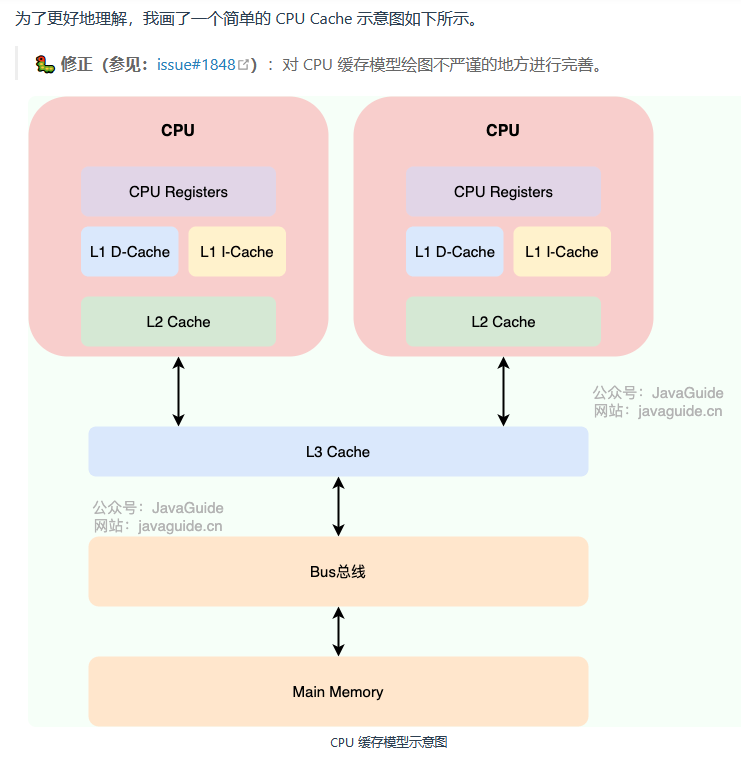 为了更好地理解，我画了一个简单的 CPU Cache 示意图如下所示。
修正（参见：issue#1848）：对 CPU 缓存模型绘图不严谨的地方进行完善。
CPU CPU
CPU Registers CPU Registers
L1 D-Cache L1 I-Cache L1 D-Cache L1 I-Cache
L2 Cache L2 Cache
公众号：JavaGuide
网站：javaguide.cn
L3 Cache
公众号：JavaGuide
网站：javaguide.cn
Bus总线
Main Memory
CPU 缓存模型示意图